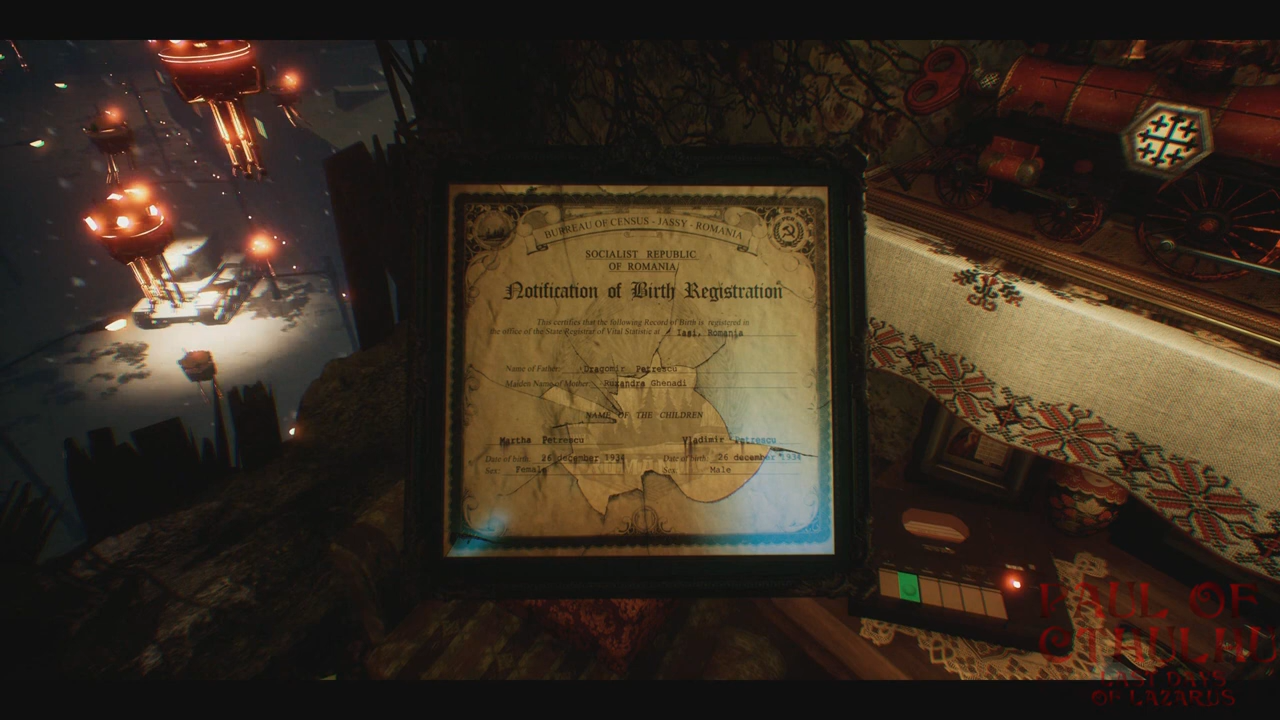 BUREAU OF CENSUS - JASSY - ROMANIA
SOCIALIST REPUBLIC
OF ROMANIA
Notification of Birth Registration
This certifies that the following Record of Birth is registered in
the office of the State Registrar of Vital Statistic at Iasi, Romania
Name of Father: Dragomir Petrescu
Maiden Name of Mother: Ruxandra Ghenadi
NAME OF THE CHILDREN
Martha Petrescu Vladimir Petrescu
Date of birth: 26 december 1934 Date of birth: 26 december 1934
Sex: Female Sex: Male
VAUL OF
CTHULHU
LAST DAYS
OF LAZARUS